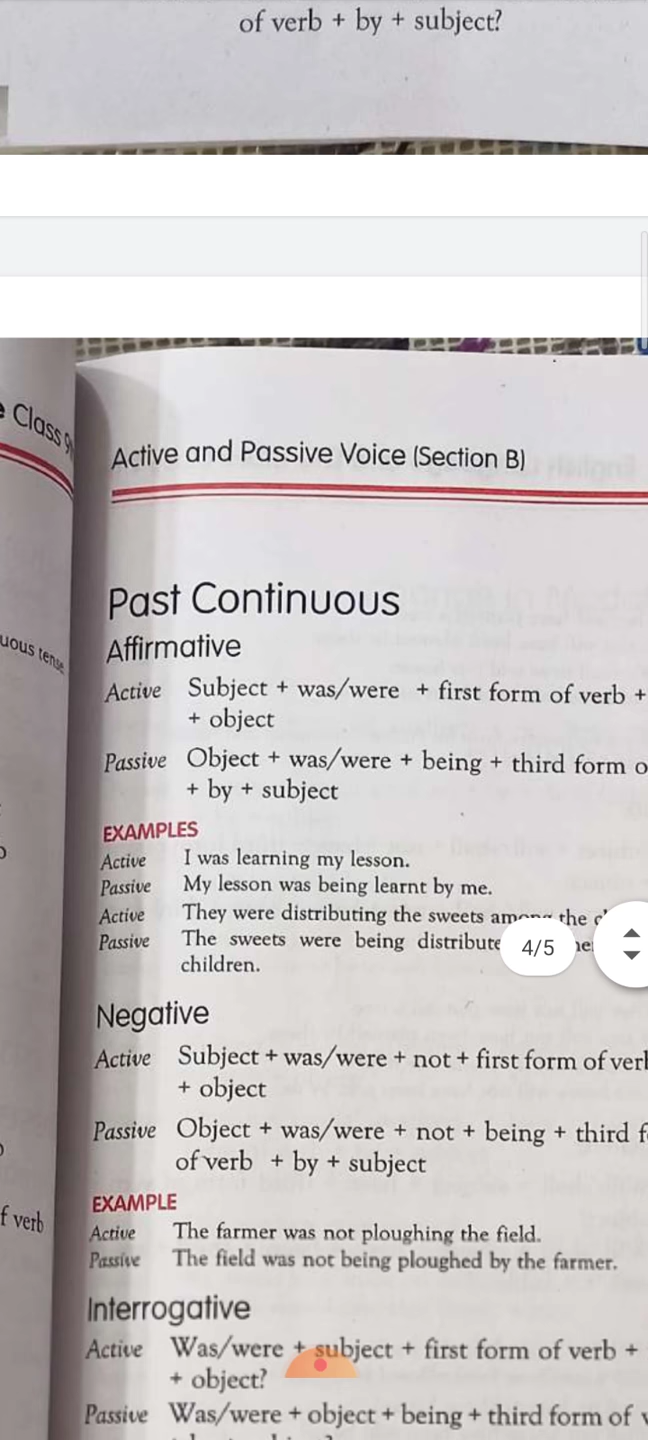 of verb + by + subject?
Class
Active and Passive Voice (Section B)
Past Continuous
uous tense
Affirmative
Active Subject + was/were + first form of verb +
+ object
Passive Object + was/were + being + third form o
+ by + subject
EXAMPLES
Active I was learning my lesson.
Passive My lesson was being learnt by me.
Active They were distributing the sweets among the
Passive The sweets were being distribute
4/5
children.
Negative
Active Subject + was/were + not + first form of verb
+ object
Passive Object + was/were + not + being + third f
of verb + by + subject
f verb
EXAMPLE
Active The farmer was not ploughing the field.
Passive The field was not being ploughed by the farmer.
Interrogative
Active Was/were + subject + first form of verb +
+ object?
Passive Was/were + object + being + third form of v